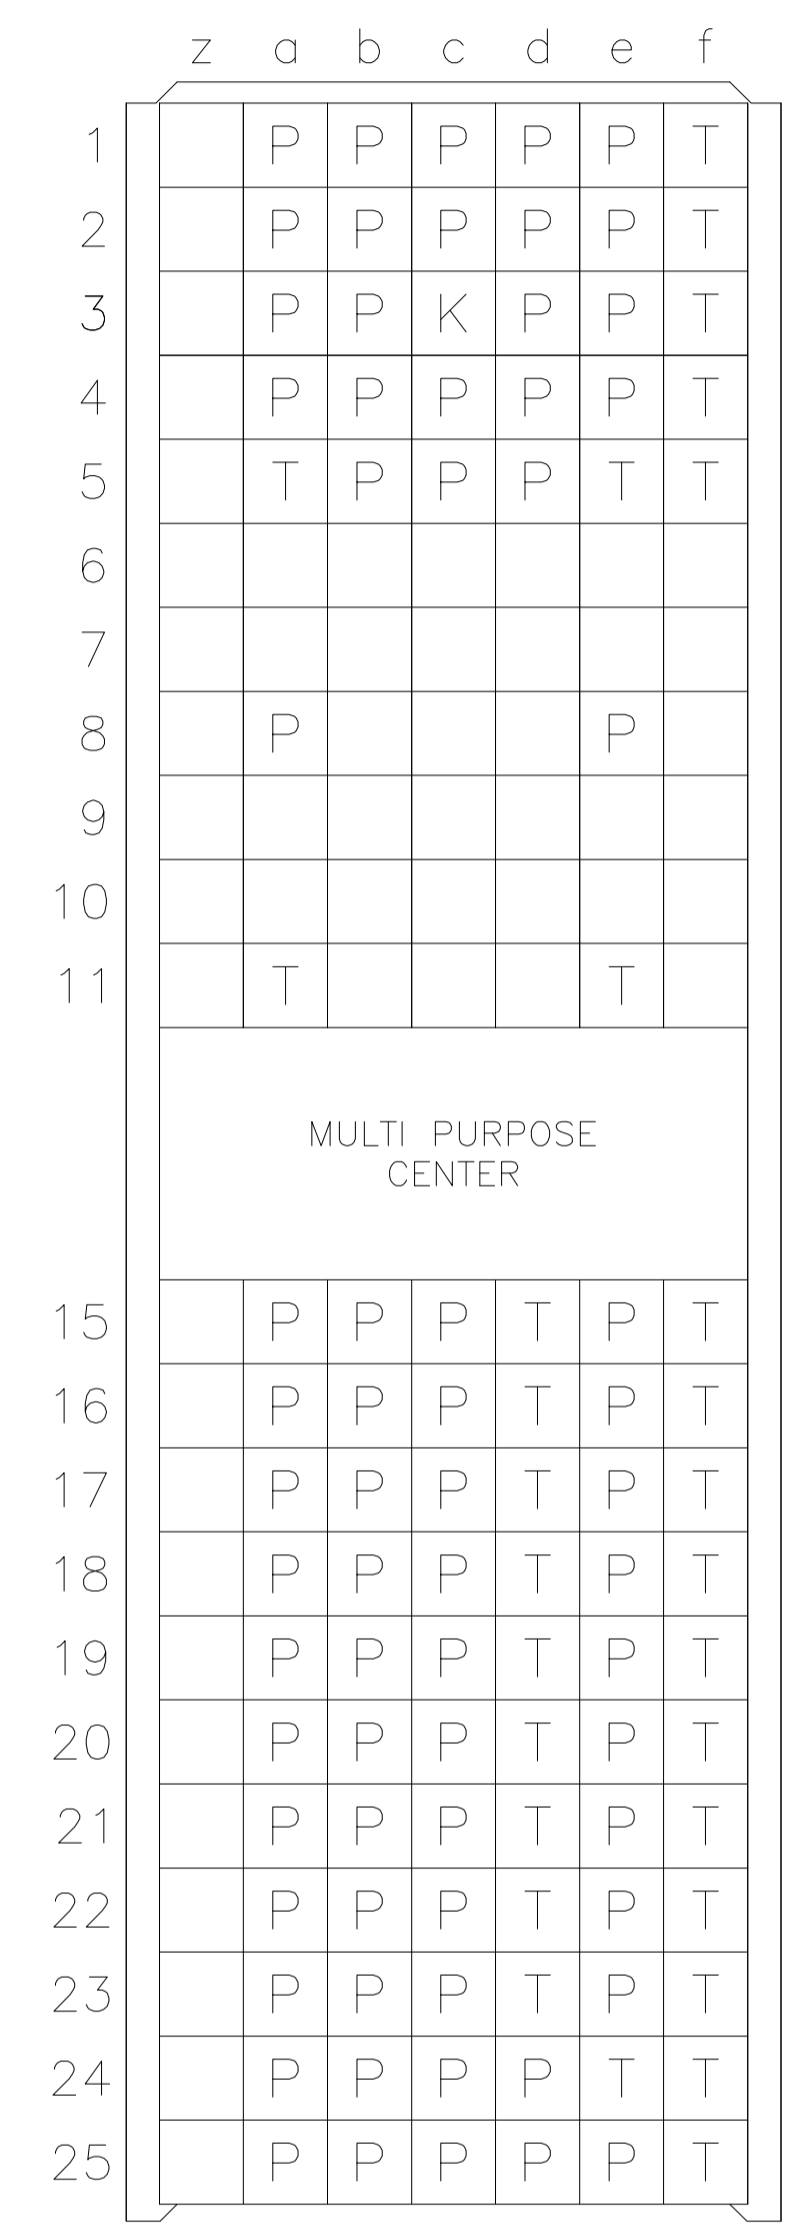 z a b c d e f
1 P P P P P T
2 P P P P P T
3 P P K P P T
4 P P P P P T
5 T P P P T T
6
7
8 P P
9
10
11 T T
MULTI PURPOSE
CENTER
15 P P P T P T
16 P P P T P T
17 P P P T P T
18 P P P T P T
19 P P P T P T
20 P P P T P T
21 P P P T P T
22 P P P T P T
23 P P P T P T
24 P P P P T T
25 P P P P P T